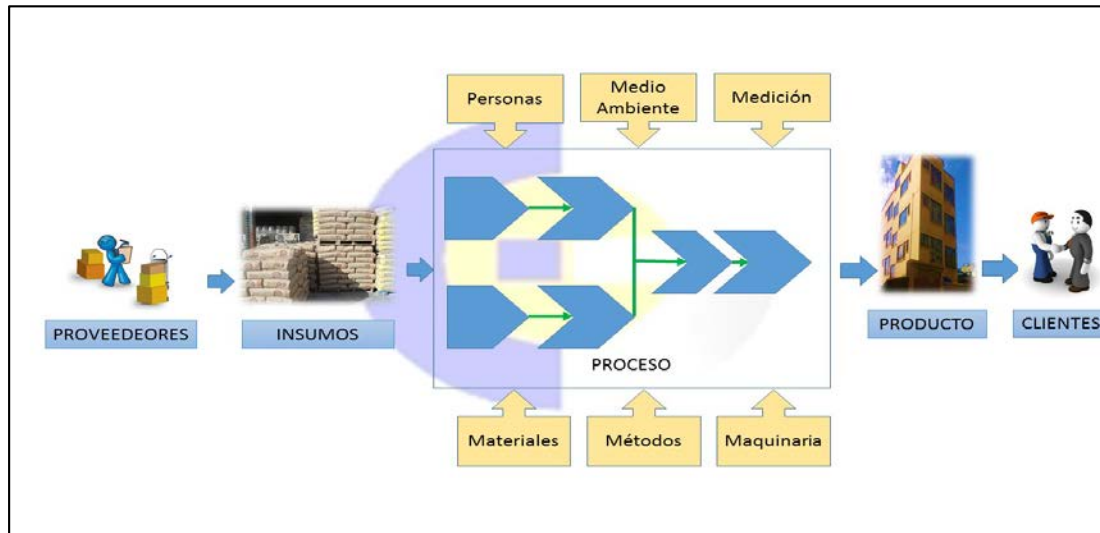 Personas
Medio
Ambiente
Medición
PROVEEDEORES
INSUMOS
PROCESO
PRODUCTO
CLIENTES
Materiales
Métodos
Maquinaria